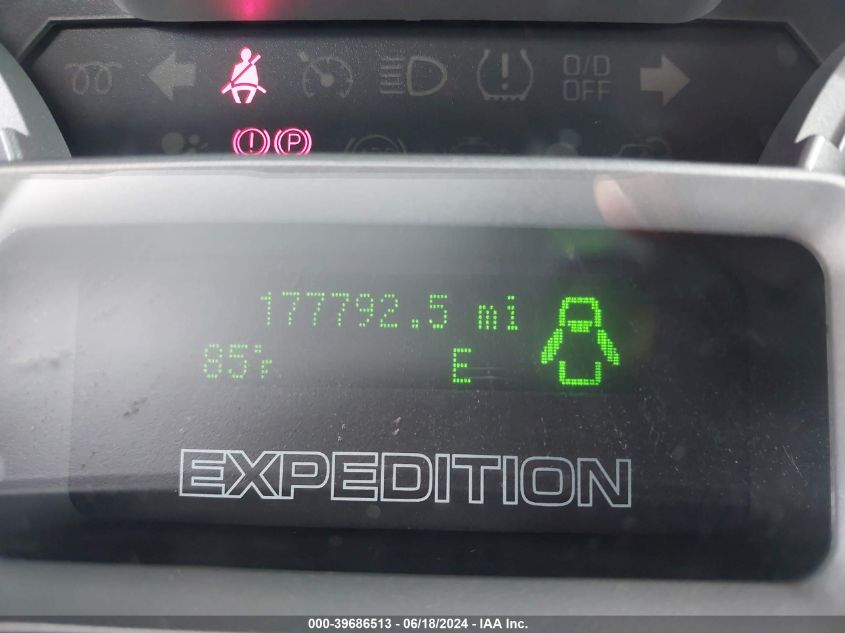 O/D
OFF
P
177792.5 mi
85°F E
EXPEDITION
000-39686513 - 06/18/2024 - IAA Inc.